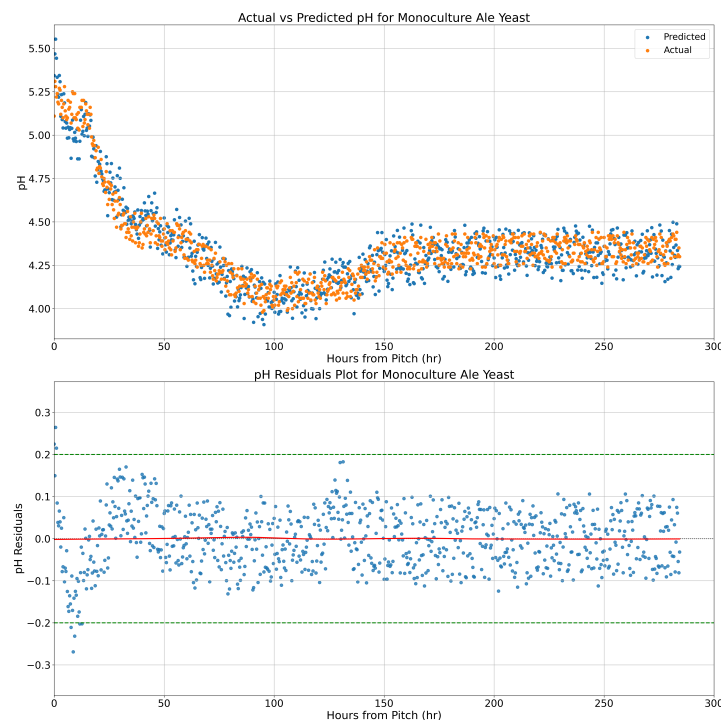 Actual vs Predicted pH for Monoculture Ale Yeast
Predicted
Actual
5.50
5.25
5.00
4.75
4.50
4.25
4.00
pH
0 50 100 150 200 250 300
Hours from Pitch (hr)
pH Residuals Plot for Monoculture Ale Yeast
0.3
0.2
0.1
0.0
−0.1
−0.2
−0.3
pH Residuals
0 50 100 150 200 250 300
Hours from Pitch (hr)